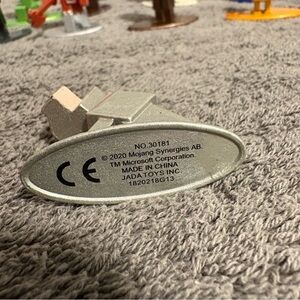 NO.30181
© 2020 Mojang Synergies AB.
TM Microsoft Corporation.
CE MADE IN CHINA
JADA TOYS INC.
1820218G13